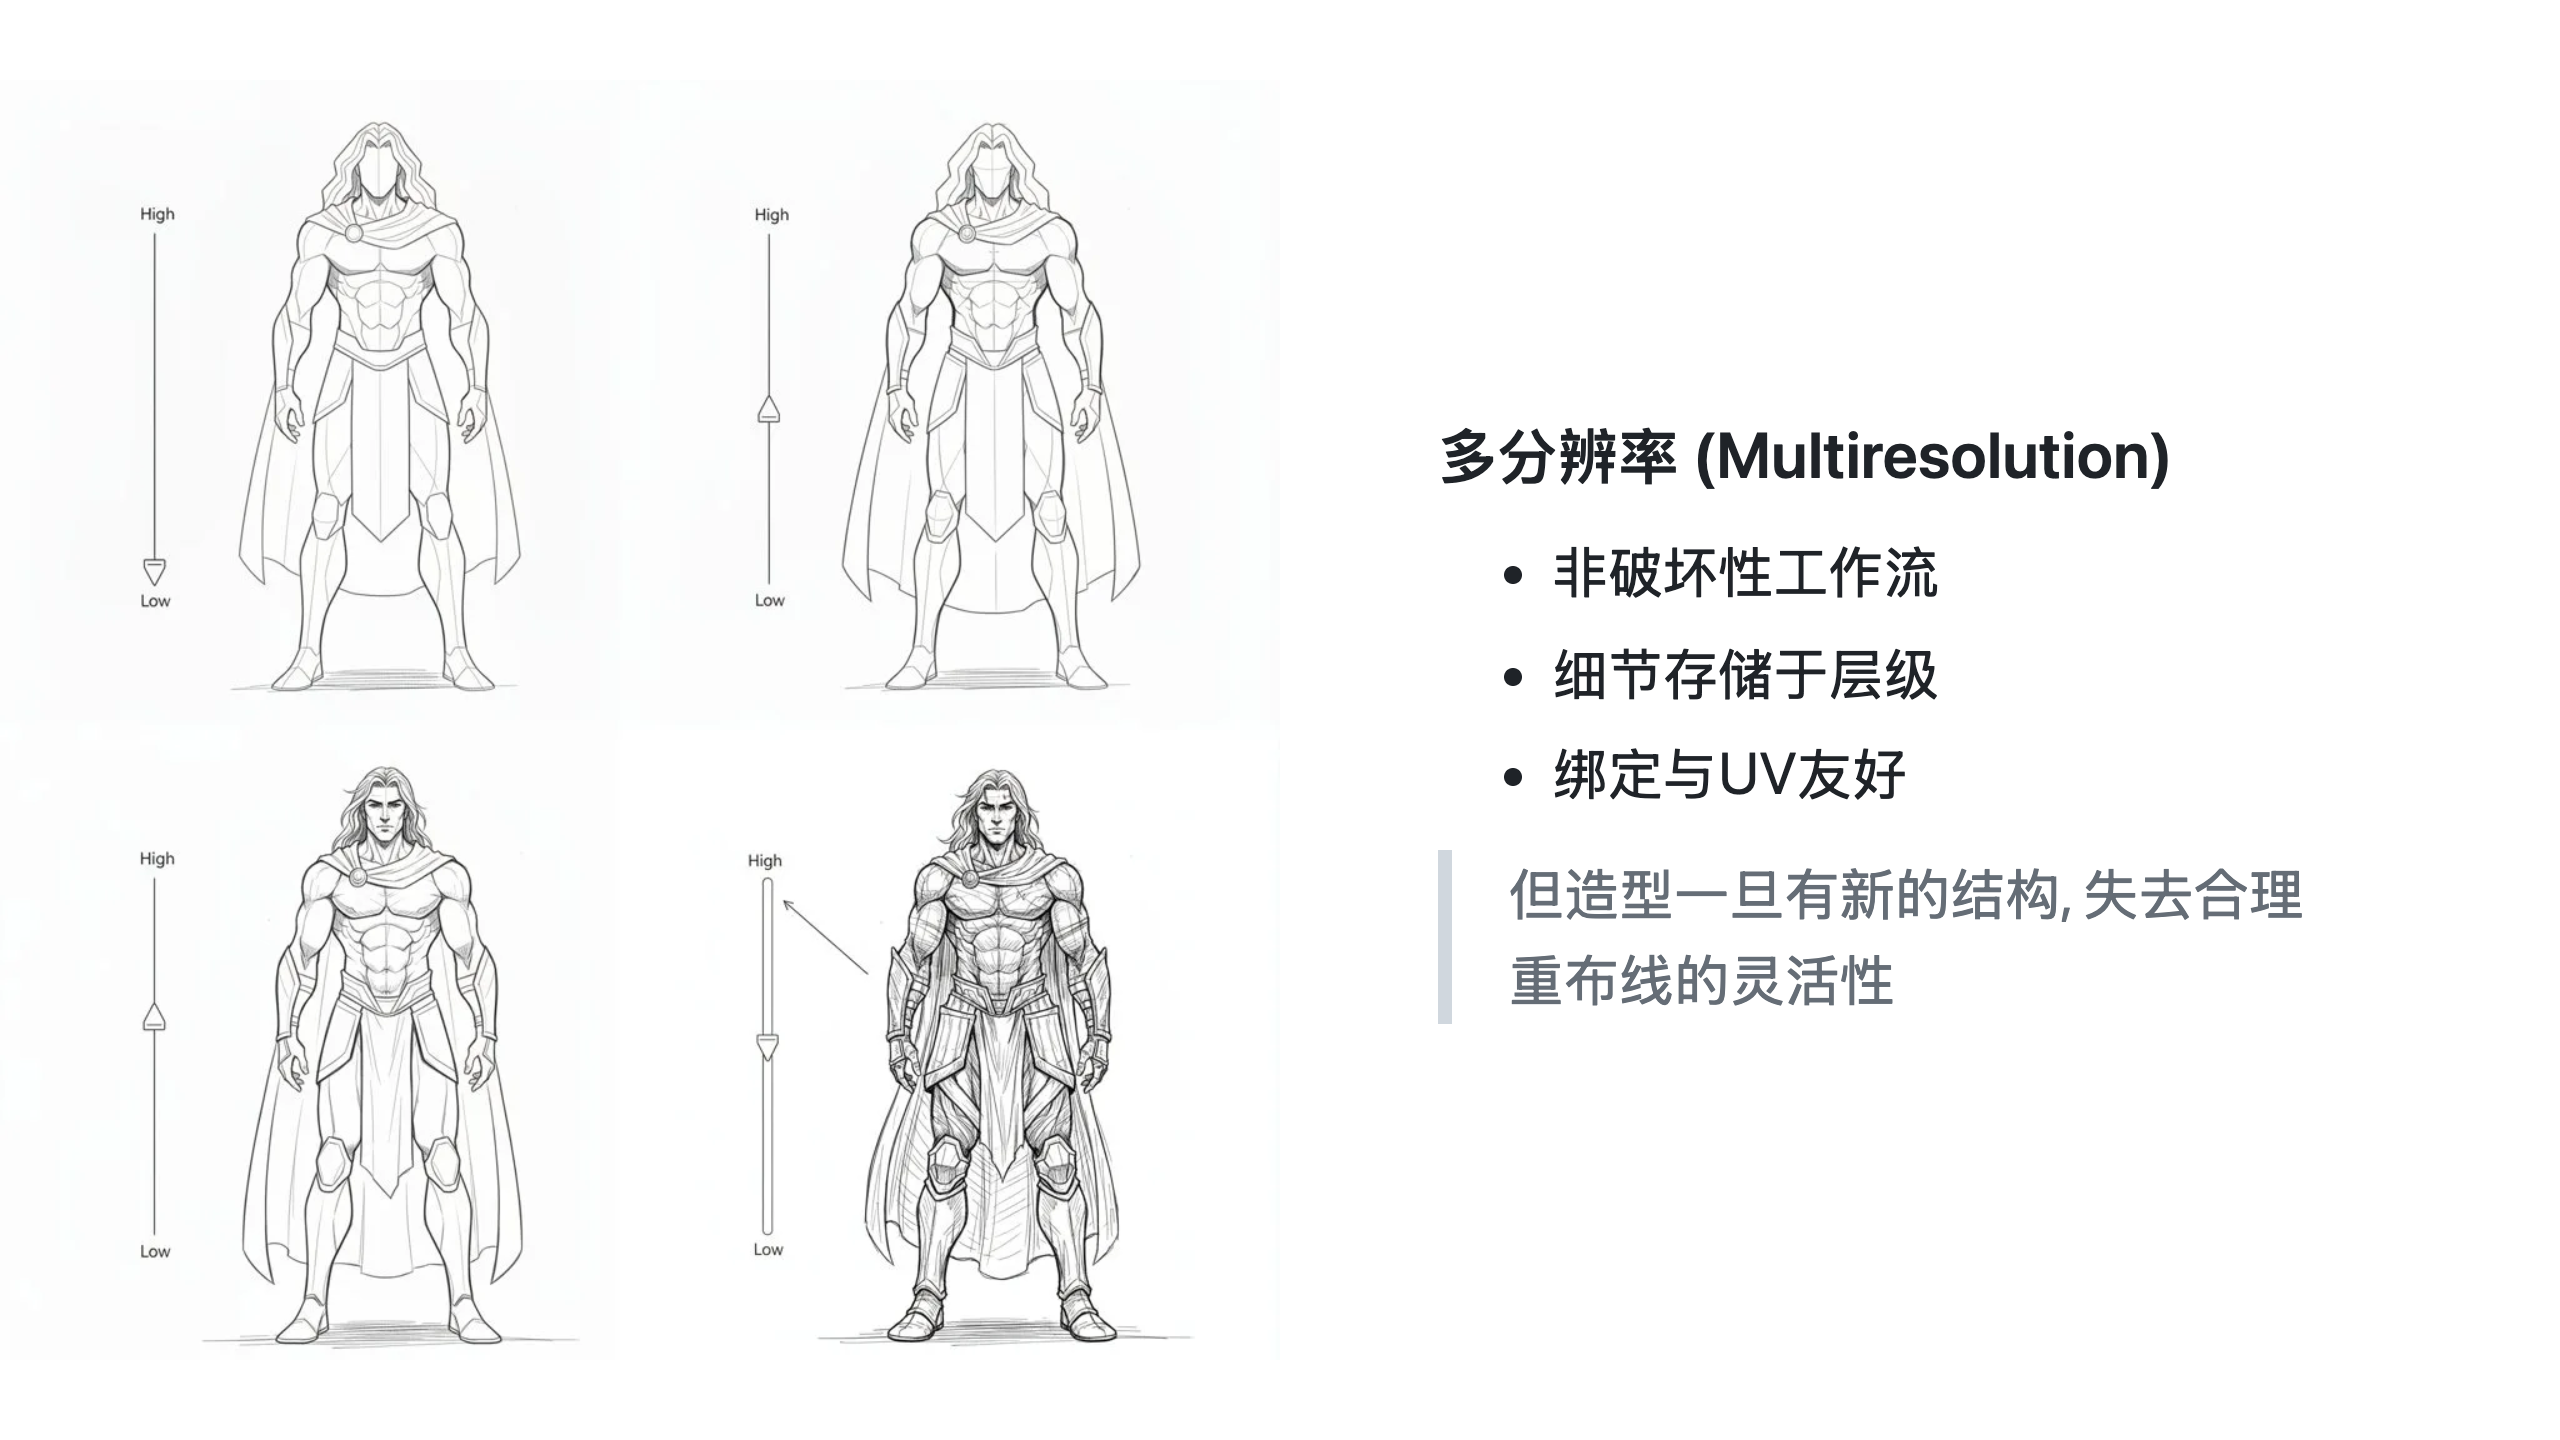 High
Low
High
Low
High
Low
High
Low
多分辨率 (Multiresolution)
• 非破坏性工作流
• 细节存储于层级
• 绑定与UV友好
但造型一旦有新的结构, 失去合理
重布线的灵活性